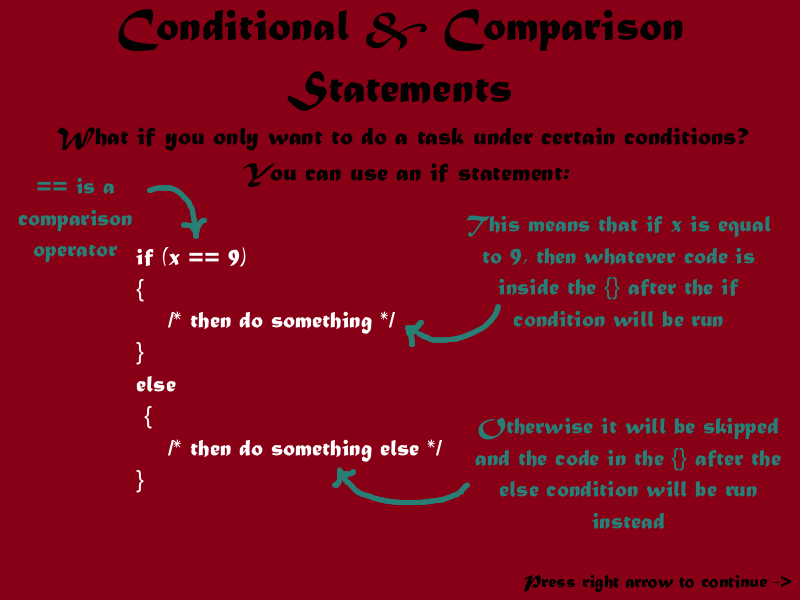 Conditional & Comparison
Statements
What if you only want to do a task under certain conditions?
You can use an if statement:
== is a
comparison
operator
if (x == 9)
{
/* then do something */
}
else
{
/* then do something else */
}
This means that if x is equal
to 9, then whatever code is
inside the {} after the if
condition will be run
Otherwise it will be skipped
and the code in the {} after the
else condition will be run
instead
Press right arrow to continue ->